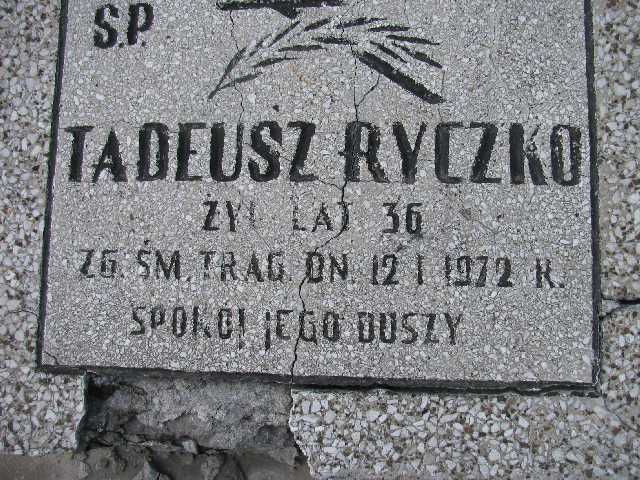 Ś.P.
TADEUSZ RYCZKO
ŻYŁ LAT 36
ZG. ŚM. TRAG. DN. 12 I 1972 R.
SPOKÓJ JEGO DUSZY